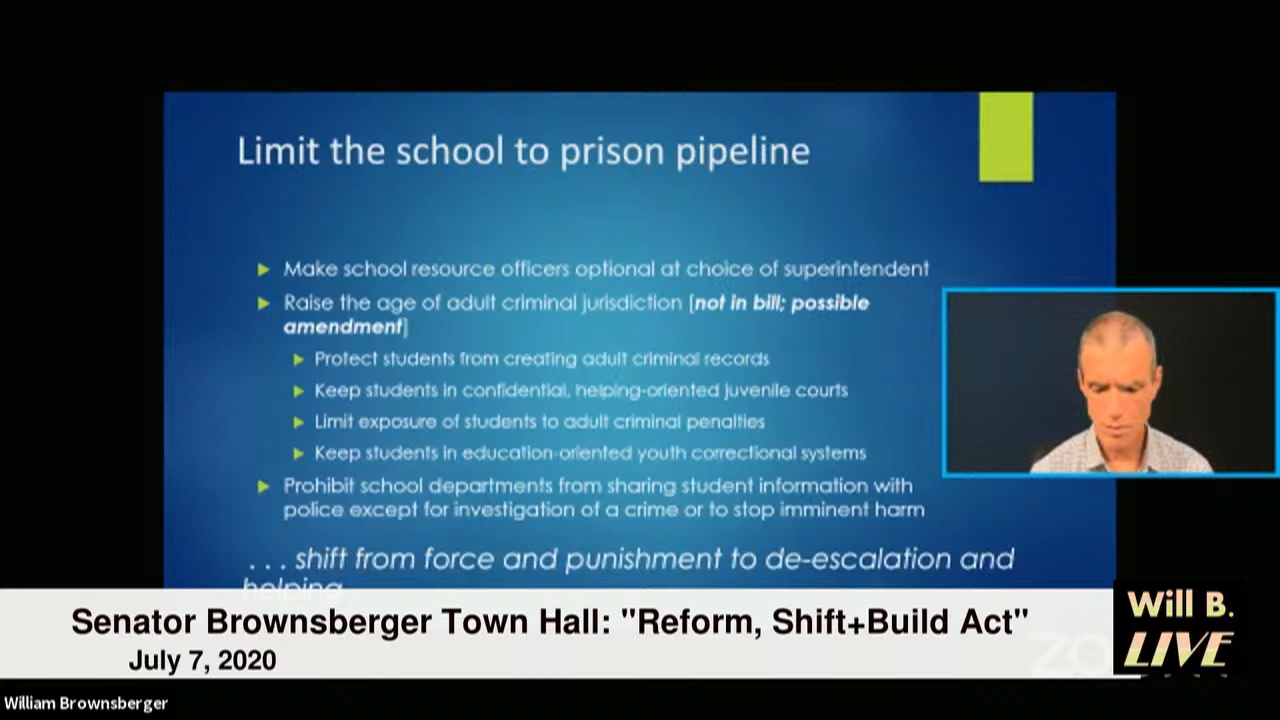 Limit the school to prison pipeline
Make school resource officers optional at choice of superintendent
Raise the age of adult criminal jurisdiction [not in bill; possible
amendment]
Protect students from creating adult criminal records
Keep students in confidential, helping-oriented juvenile courts
Limit exposure of students to adult criminal penalties
Keep students in education-oriented youth correctional systems
Prohibit school departments from sharing student information with
police except for investigation of a crime or to stop imminent harm
. . . shift from force and punishment to de-escalation and
helping
Senator Brownsberger Town Hall: "Reform, Shift+Build Act"
July 7, 2020
Will B.
LIVE
William Brownsberger